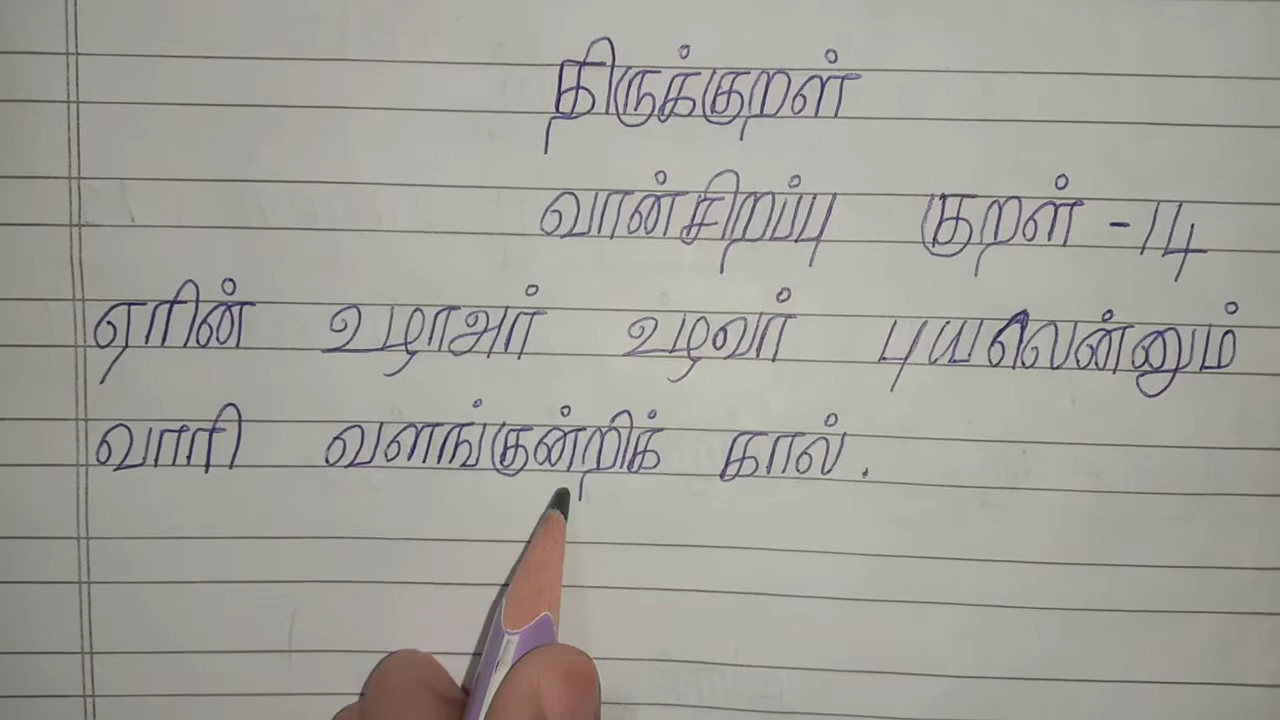 திருக்குறள்
வான்சிறப்பு குறள் -14
ஏரின் உழாஅர் உழவர் புயலென்னும்
வாரி வளங்குன்றிக் கால்.